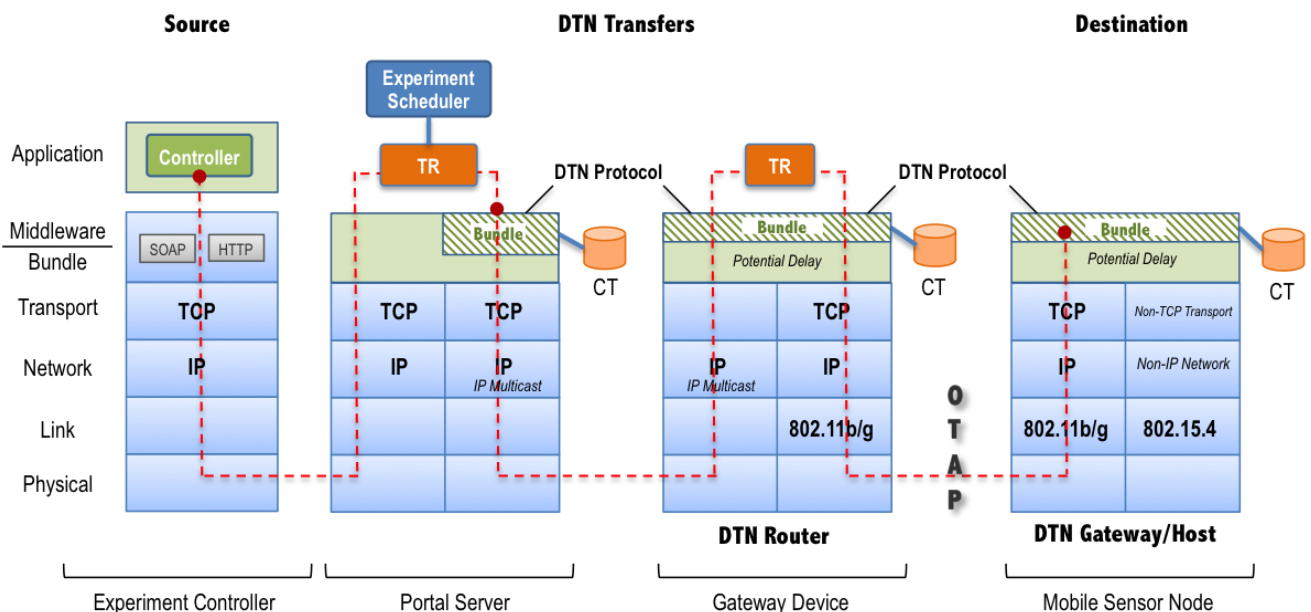 Source
DTN Transfers
Destination
Experiment
Scheduler
Application
Controller
TR
TR
DTN Protocol
DTN Protocol
Middleware
Bundle
SOAP
HTTP
Bundle
CT
Bundle
Potential Delay
CT
Bundle
Potential Delay
CT
Transport
TCP
TCP
TCP
TCP
TCP
Non-TCP Transport
Network
IP
IP
IP
IP Multicast
IP
IP Multicast
IP
IP
Non-IP Network
Link
802.11b/g
802.11b/g
802.15.4
Physical
O
T
A
P
DTN Router
DTN Gateway/Host
Experiment Controller
Portal Server
Gateway Device
Mobile Sensor Node